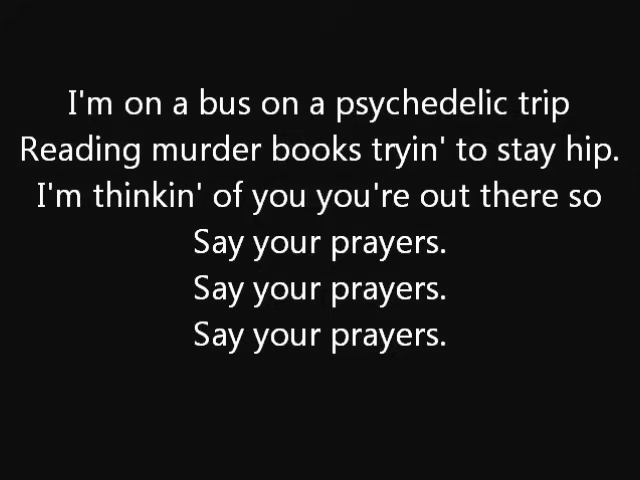 I'm on a bus on a psychedelic trip
Reading murder books tryin' to stay hip.
I'm thinkin' of you you're out there so
Say your prayers.
Say your prayers.
Say your prayers.